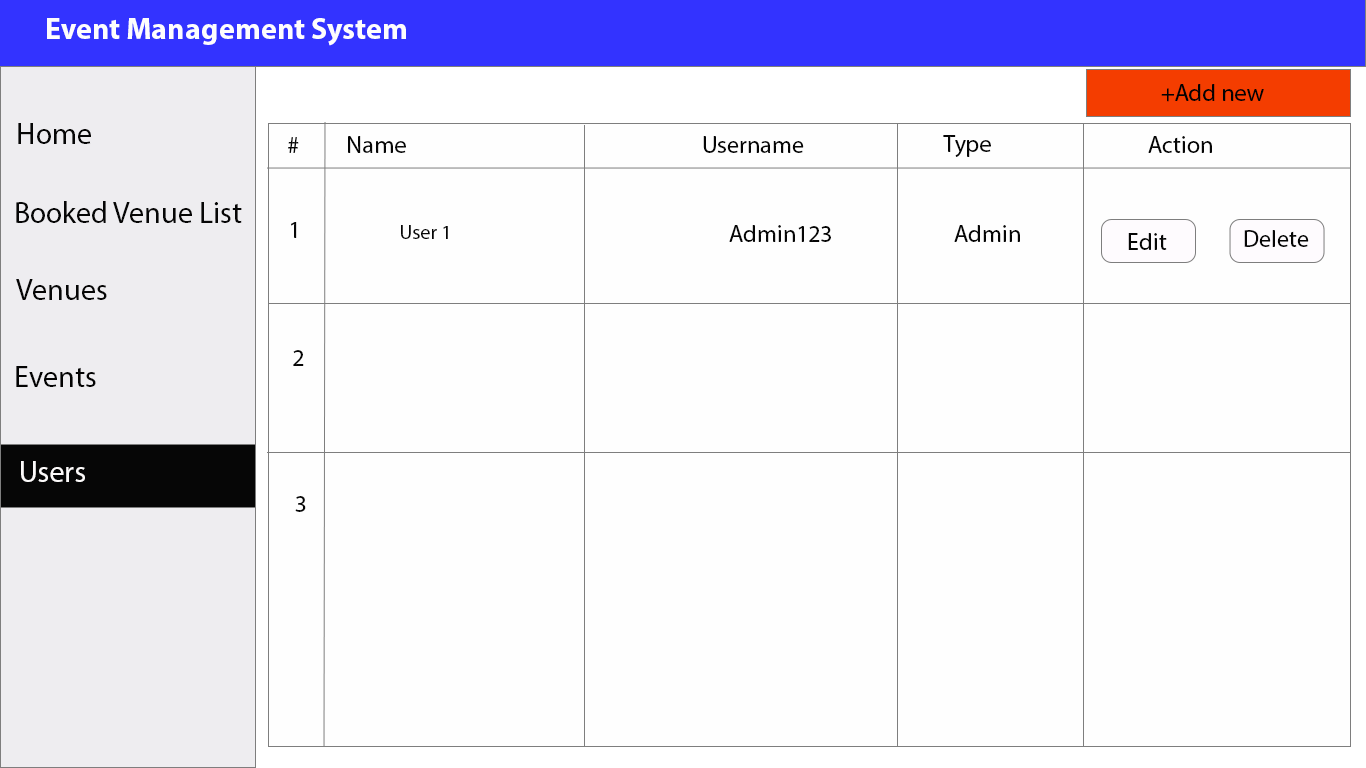 Event Management System
+Add new
Home
Booked Venue List
Venues
Events
Users
# Name Username Type Action
1 User 1 Admin123 Admin Edit Delete
2
3